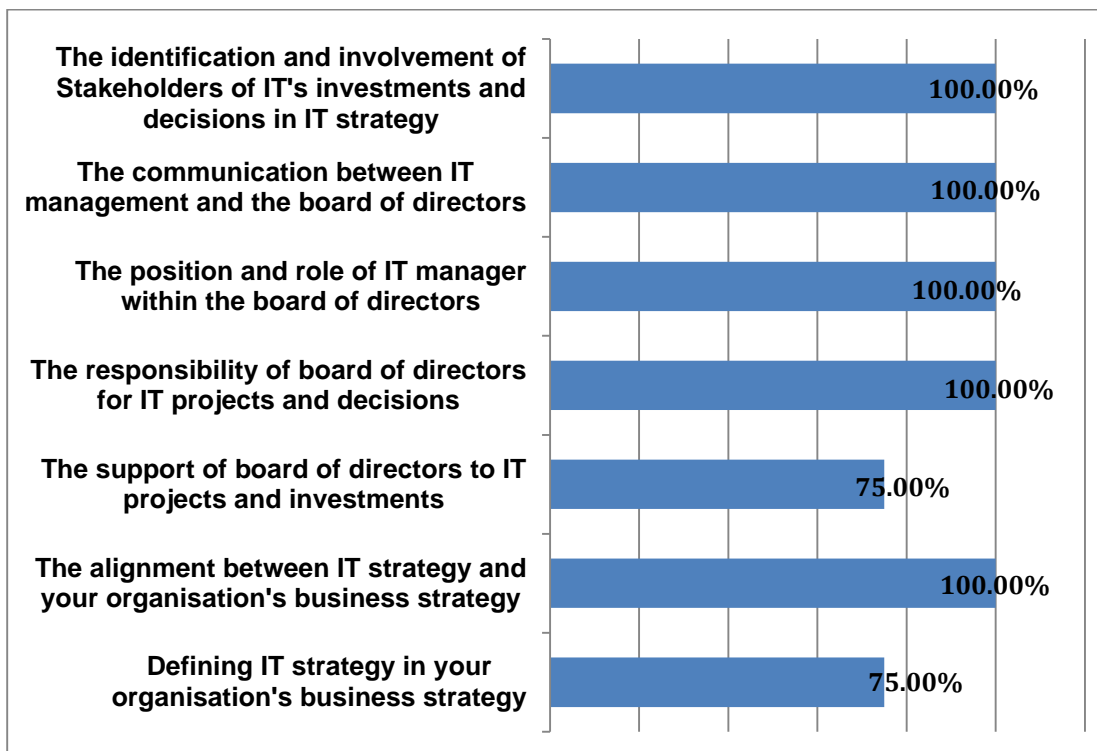 The identification and involvement of
Stakeholders of IT's investments and
decisions in IT strategy
100.00%
The communication between IT
management and the board of directors
100.00%
The position and role of IT manager
within the board of directors
100.00%
The responsibility of board of directors
for IT projects and decisions
100.00%
The support of board of directors to IT
projects and investments
75.00%
The alignment between IT strategy and
your organisation's business strategy
100.00%
Defining IT strategy in your
organisation's business strategy
75.00%